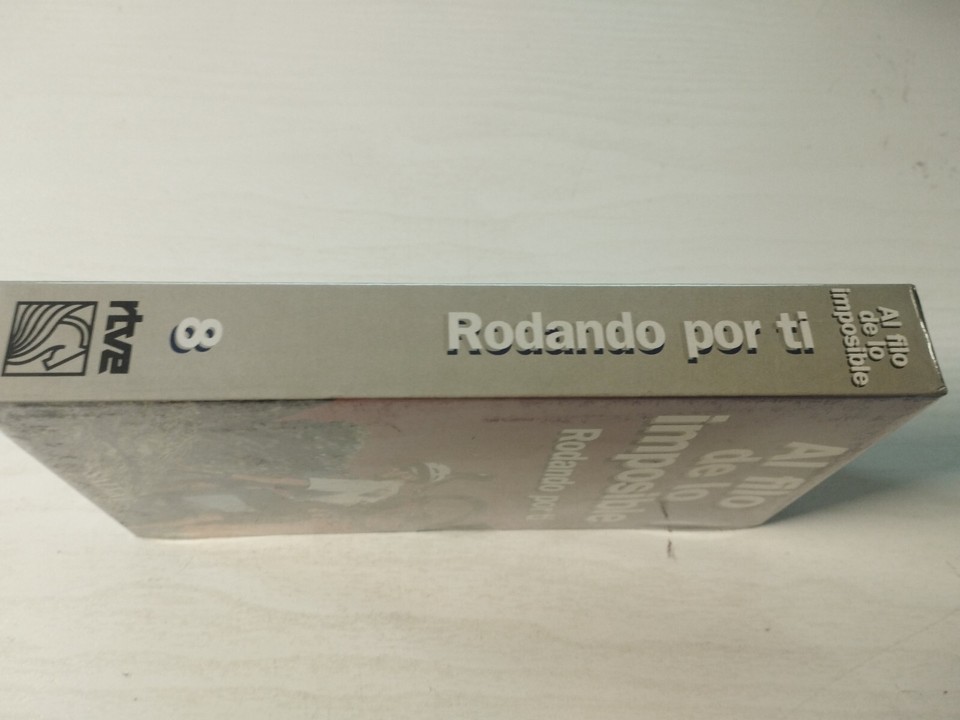 Al filo
de lo
imposible
Rodando por ti
8
rtve
Al filo
de lo
imposible
Rodando por ti